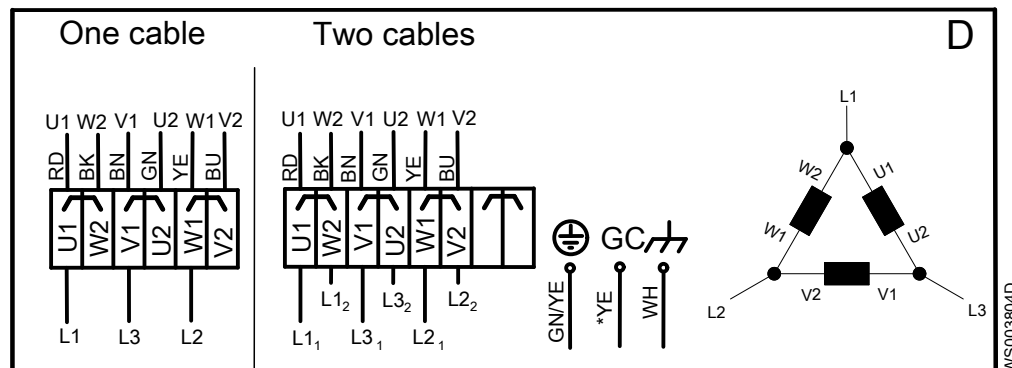 One cable
Two cables
D
U1 W2 V1 U2 W1 V2
RD BK BN GN YE BU
U1 W2 V1 U2 W1 V2
L1 L3 L2
U1 W2 V1 U2 W1 V2
RD BK BN GN YE BU
U1 W2 V1 U2 W1 V2
L1₂ L3₂ L2₂
L1₁ L3₁ L2₁
GC
GN/YE *YE WH
L1
W2 U1
W1 U2
V2 V1
L2 L3
WS003804D